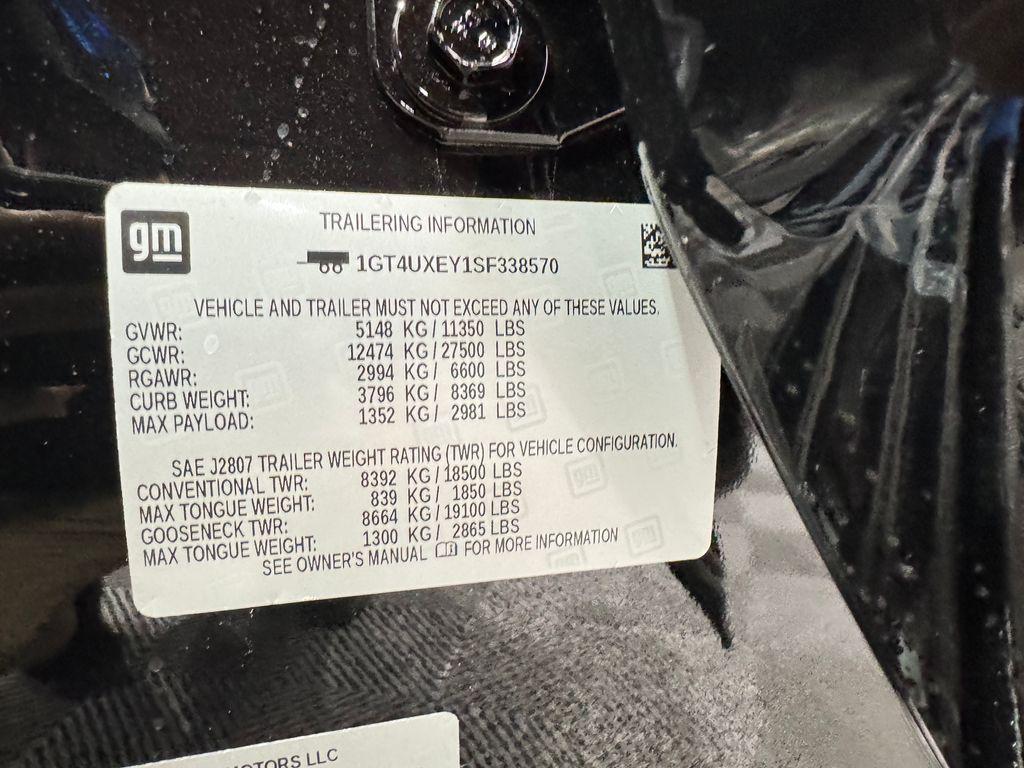 gm
TRAILERING INFORMATION
1GT4UXEY1SF338570
VEHICLE AND TRAILER MUST NOT EXCEED ANY OF THESE VALUES.
GVWR: 5148 KG/11350 LBS
GCWR: 12474 KG/27500 LBS
RGAWR: 2994 KG/ 6600 LBS
CURB WEIGHT: 3796 KG/ 8369 LBS
MAX PAYLOAD: 1352 KG/ 2981 LBS
SAE J2807 TRAILER WEIGHT RATING (TWR) FOR VEHICLE CONFIGURATION.
CONVENTIONAL TWR: 8392 KG/18500 LBS
MAX TONGUE WEIGHT: 839 KG/ 1850 LBS
GOOSENECK TWR: 8664 KG/19100 LBS
MAX TONGUE WEIGHT: 1300 KG/ 2865 LBS
SEE OWNER'S MANUAL FOR MORE INFORMATION
MOTORS LLC